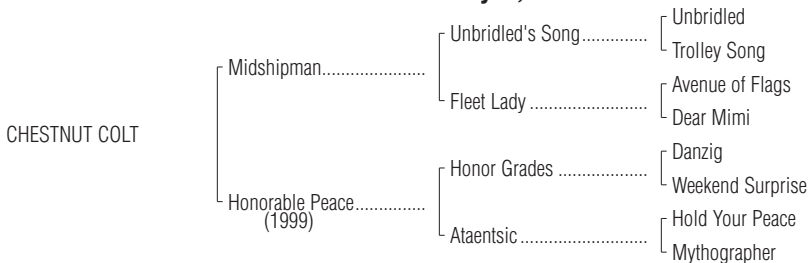 Unbridled
Unbridled's Song..............
Trolley Song
Midshipman......................
Avenue of Flags
Fleet Lady .........................
Dear Mimi
CHESTNUT COLT
Danzig
Honor Grades ...................
Weekend Surprise
Honorable Peace...............
(1999)
Hold Your Peace
Ataentsic...........................
Mythographer